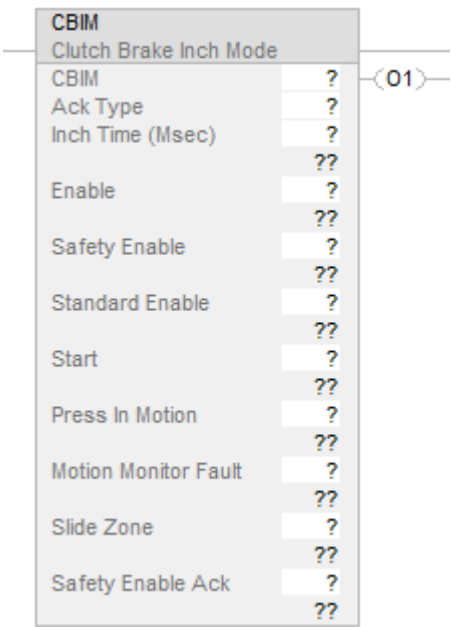 CBIM
Clutch Brake Inch Mode
CBIM ? (O1)
Ack Type ?
Inch Time (Msec) ?
??
Enable ?
??
Safety Enable ?
??
Standard Enable ?
??
Start ?
??
Press In Motion ?
??
Motion Monitor Fault ?
??
Slide Zone ?
??
Safety Enable Ack ?
??